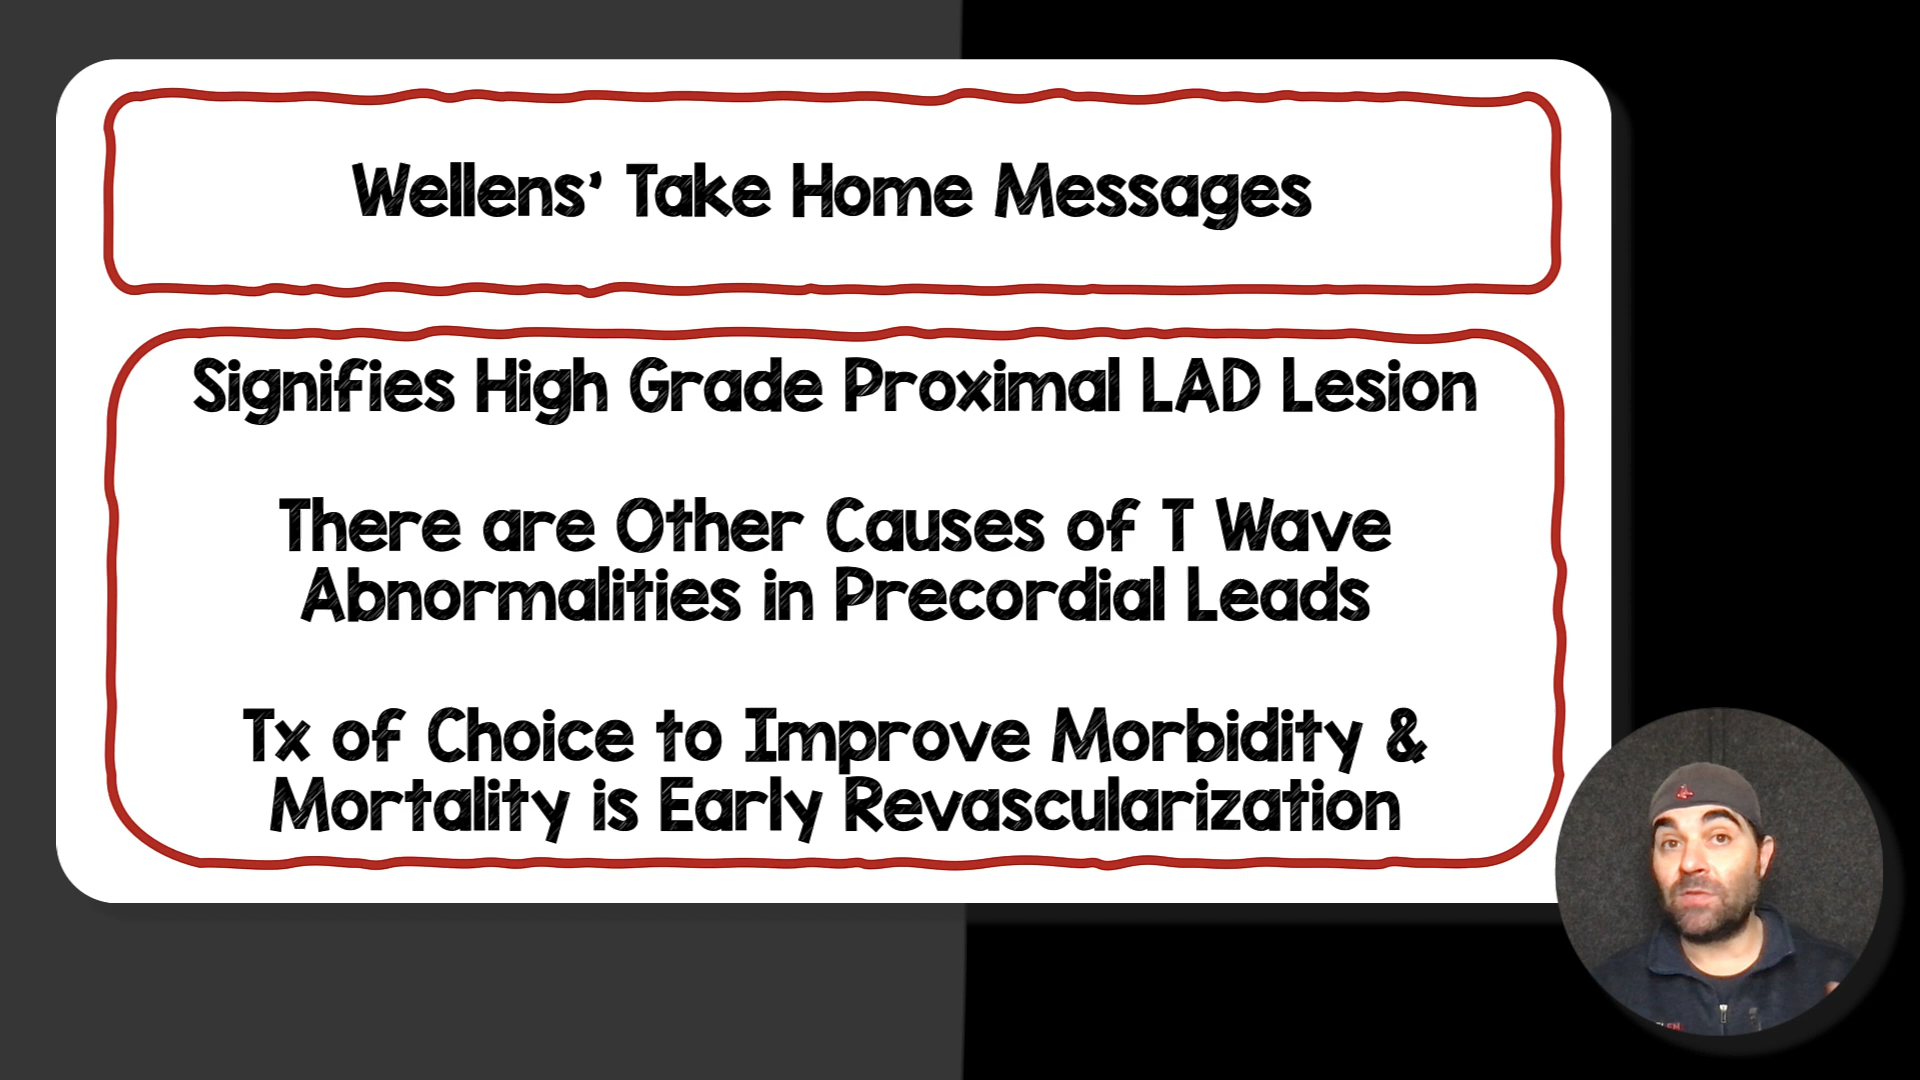 Wellens' Take Home Messages
Signifies High Grade Proximal LAD Lesion
There are Other Causes of T Wave
Abnormalities in Precordial Leads
Tx of Choice to Improve Morbidity &
Mortality is Early Revascularization